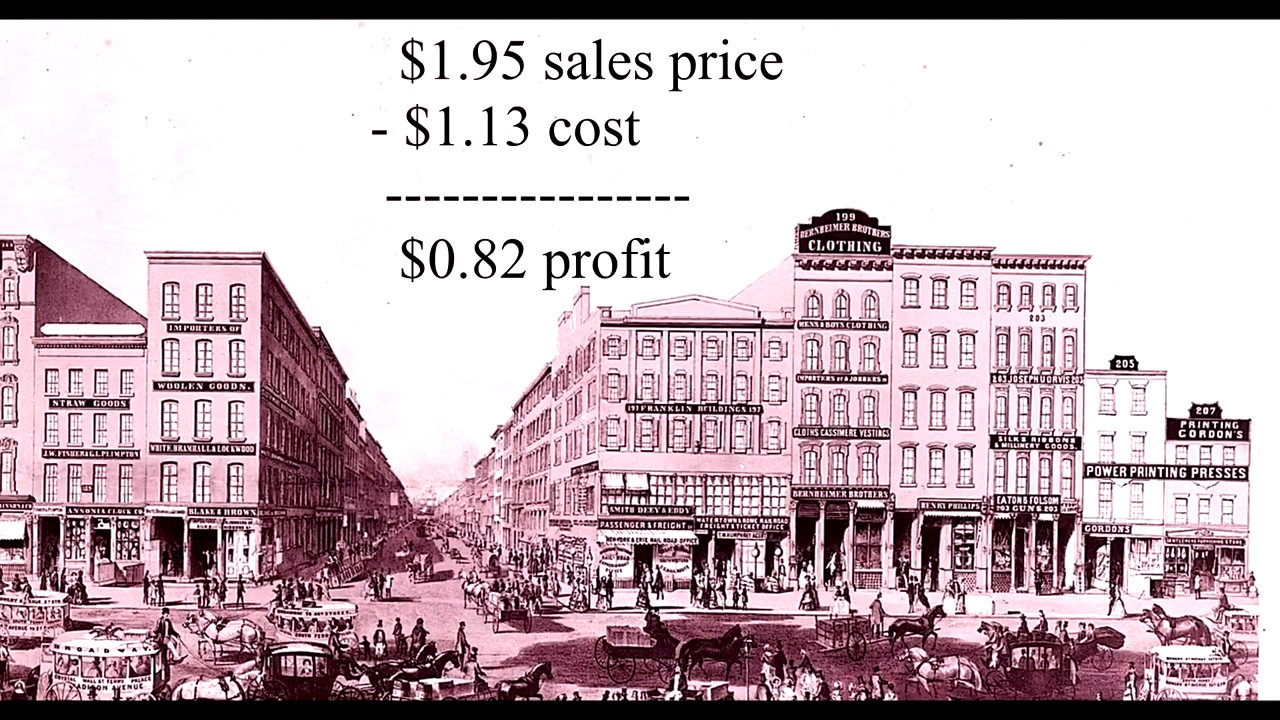 $1.95 sales price
- $1.13 cost
----------------
$0.82 profit
199
BERNHEIMER BROTHERS
CLOTHING
IMPORTERS OF
WOOLEN GOODS.
STRAW GOODS
J.W. FISHER & G.L. PLIMPTON
WHITE, BRAMHALL & LOCKWOOD
ANSONIA CLOCK CO
BLAKE & BROWN
197 FRANKLIN BUILDINGS 197
SMITH DEEY & EDDY
PASSENGER & FREIGHT
MENS & BOYS CLOTHING
IMPORTERS & JOBBERS
CLOTHS CASSIMERE VESTINGS
BERNHEIMER BROTHERS
HENRY PHILLIPS
203
SILKS RIBBONS
& MILLINERY GOODS.
EATON & FOLSOM
203 GUNS 203
205
207
PRINTING
GORDON'S
POWER PRINTING PRESSES
GORDONS